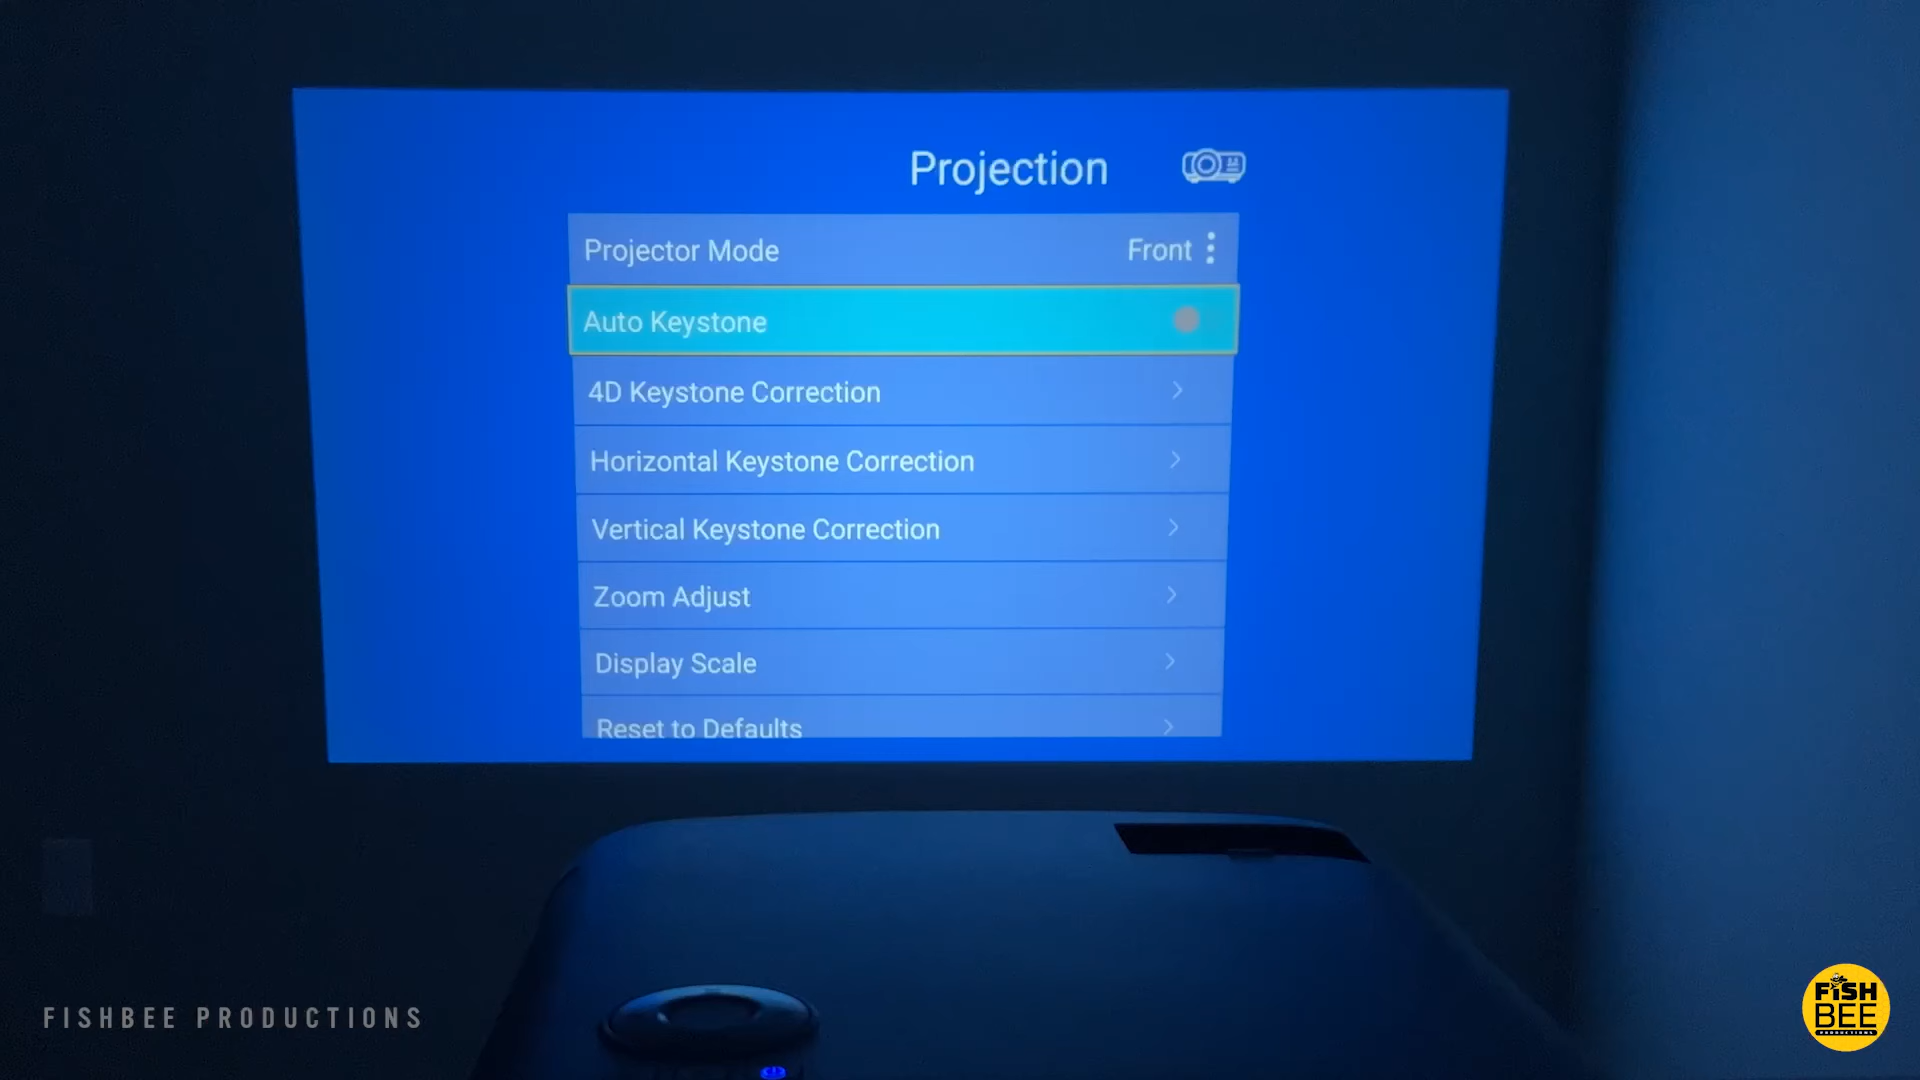 Projection
Projector Mode Front
Auto Keystone
4D Keystone Correction
Horizontal Keystone Correction
Vertical Keystone Correction
Zoom Adjust
Display Scale
Reset to Defaults
FISHBEE PRODUCTIONS
FISH
BEE
PRODUCTIONS